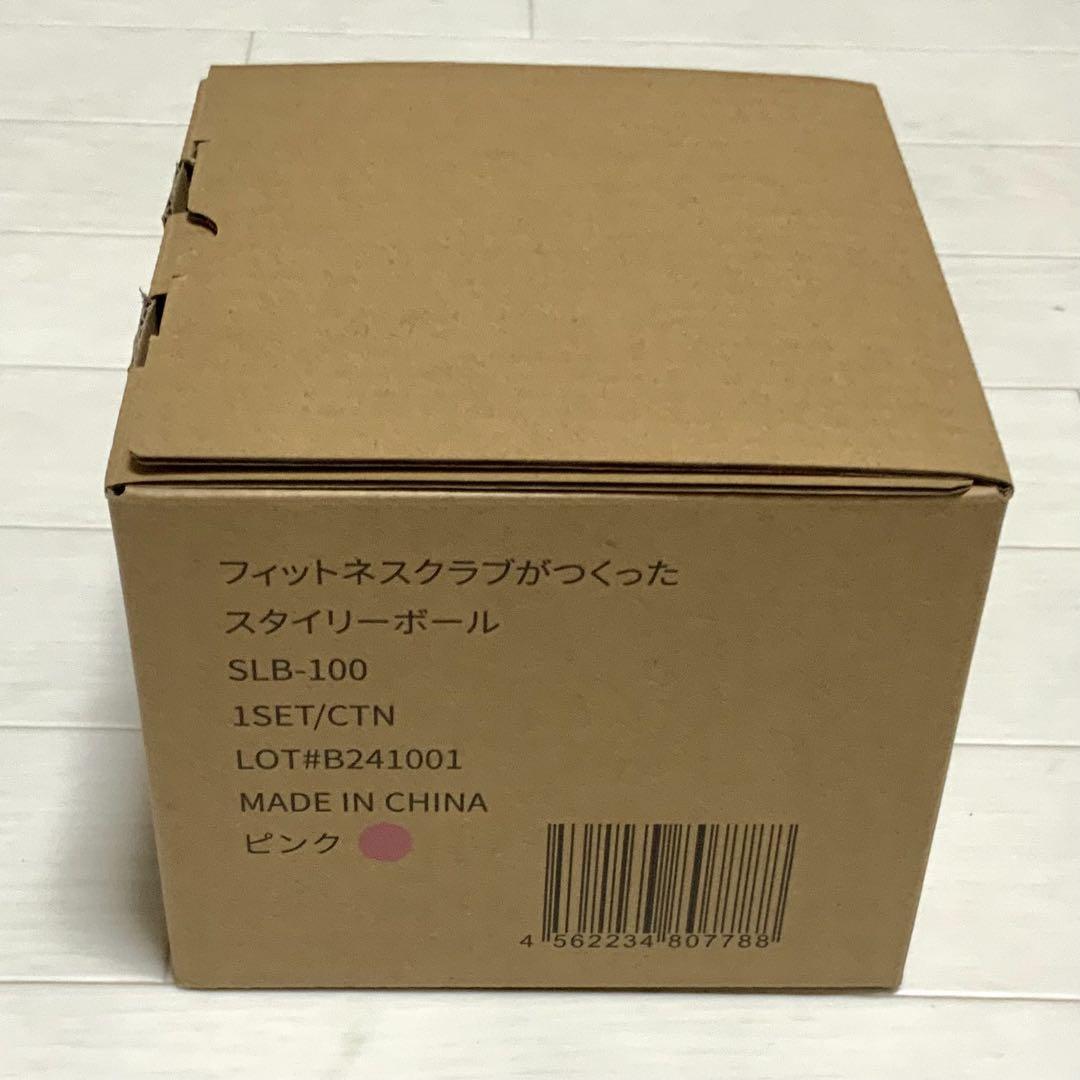 フィットネスクラブがつくった
スタイリーボール
SLB-100
1SET/CTN
LOT#B241001
MADE IN CHINA
ピンク
4 562234 807788